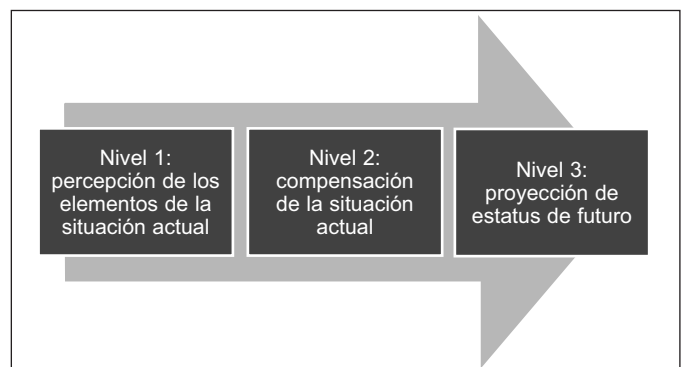 Nivel 1:
percepción de los
elementos de la
situación actual
Nivel 2:
compensación
de la situación
actual
Nivel 3:
proyección de
estatus de futuro